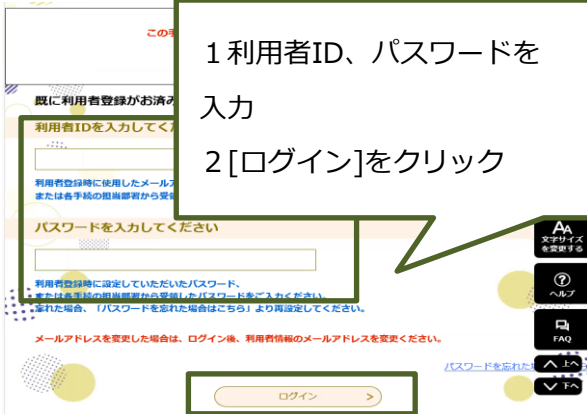 この手
１利用者ID、パスワードを
入力
２[ログイン]をクリック
既に利用者登録がお済み
利用者IDを入力してくだ
利用者登録時に使用したメールア
または各手続の担当部署から受領
パスワードを入力してください
利用者登録時に設定していただいたパスワード、
または各手続の担当部署から受領したパスワードをご入力ください。
忘れた場合、「パスワードを忘れた場合はこちら」より再設定してください。
メールアドレスを変更した場合は、ログイン後、利用者情報のメールアドレスを変更ください。
パスワードを忘れた
ログイン >
AA
文字サイズ
を変更する
?
ヘルプ
FAQ
上へ
下へ